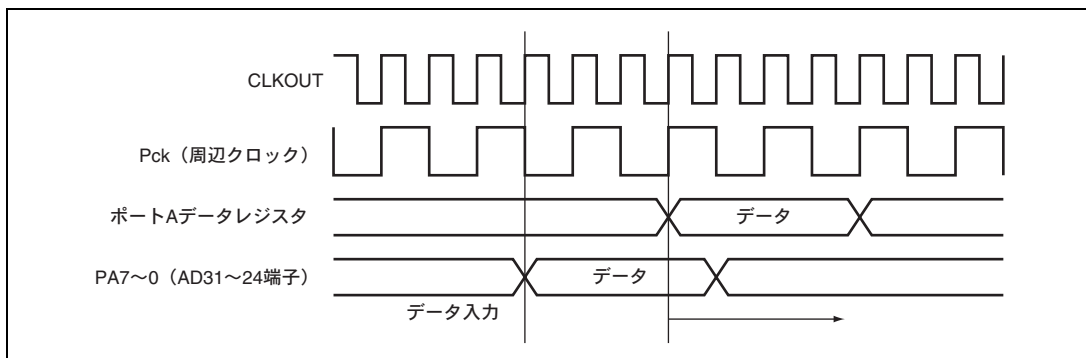 CLKOUT
Pck（周辺クロック）
ポートAデータレジスタ
データ
PA7～0（AD31～24端子）
データ
データ入力